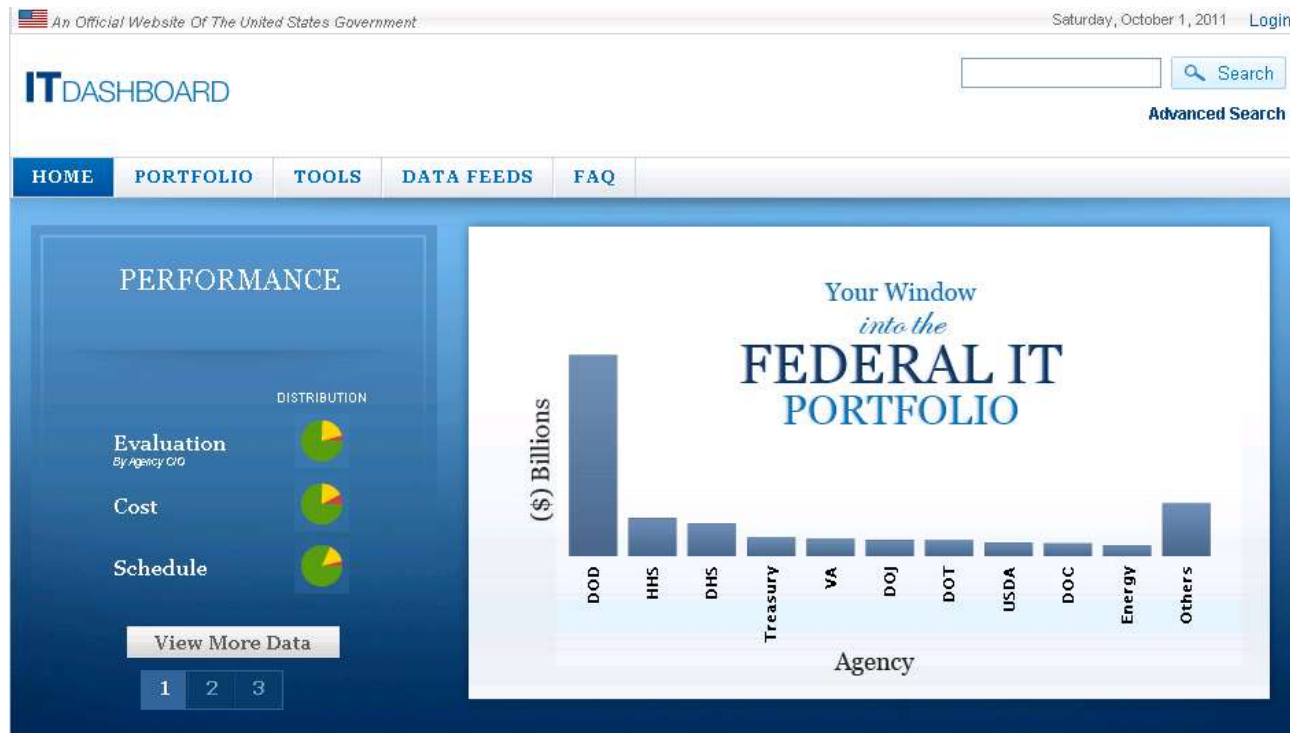 An Official Website Of The United States Government
Saturday, October 1, 2011 Login
ITDASHBOARD
Search
Advanced Search
HOME PORTFOLIO TOOLS DATA FEEDS FAQ
PERFORMANCE
DISTRIBUTION
Evaluation
By Agency CIO
Cost
Schedule
View More Data
1 2 3
Your Window
into the
FEDERAL IT
PORTFOLIO
($) Billions
DOD
HHS
DHS
Treasury
VA
DOJ
DOT
USDA
DOC
Energy
Others
Agency